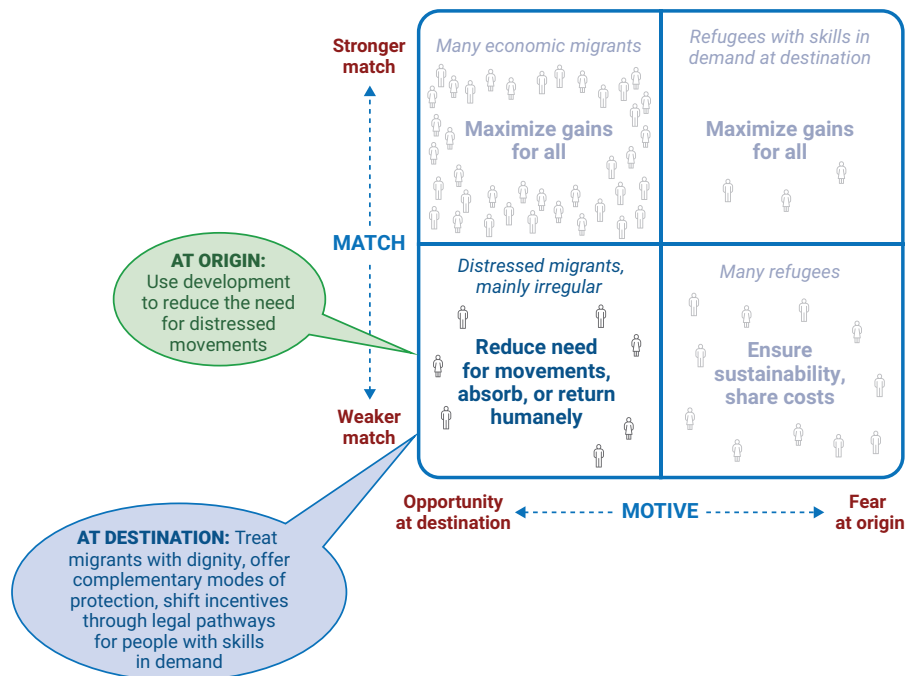 Stronger
match
Many economic migrants
Maximize gains
for all
Refugees with skills in
demand at destination
Maximize gains
for all
MATCH
AT ORIGIN:
Use development
to reduce the need
for distressed
movements
Distressed migrants,
mainly irregular
Reduce need
for movements,
absorb, or return
humanely
Many refugees
Ensure
sustainability,
share costs
Weaker
match
Opportunity
at destination
MOTIVE
Fear
at origin
AT DESTINATION: Treat
migrants with dignity, offer
complementary modes of
protection, shift incentives
through legal pathways
for people with skills
in demand